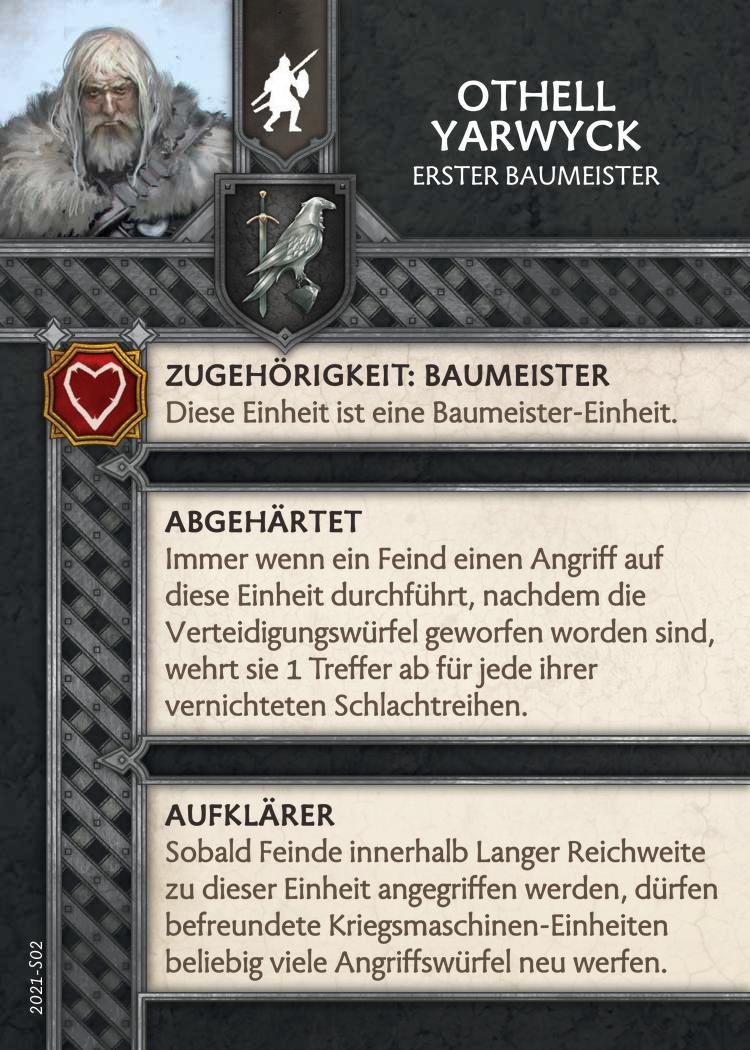 OTHELL
YARWYCK
ERSTER BAUMEISTER
ZUGEHÖRIGKEIT: BAUMEISTER
Diese Einheit ist eine Baumeister-Einheit.
ABGEHÄRTET
Immer wenn ein Feind einen Angriff auf
diese Einheit durchführt, nachdem die
Verteidigungswürfel geworfen worden sind,
wehrt sie 1 Treffer ab für jede ihrer
vernichteten Schlachtreihen.
AUFKLÄRER
Sobald Feinde innerhalb Langer Reichweite
zu dieser Einheit angegriffen werden, dürfen
befreundete Kriegsmaschinen-Einheiten
beliebig viele Angriffswürfel neu werfen.
2021-S02